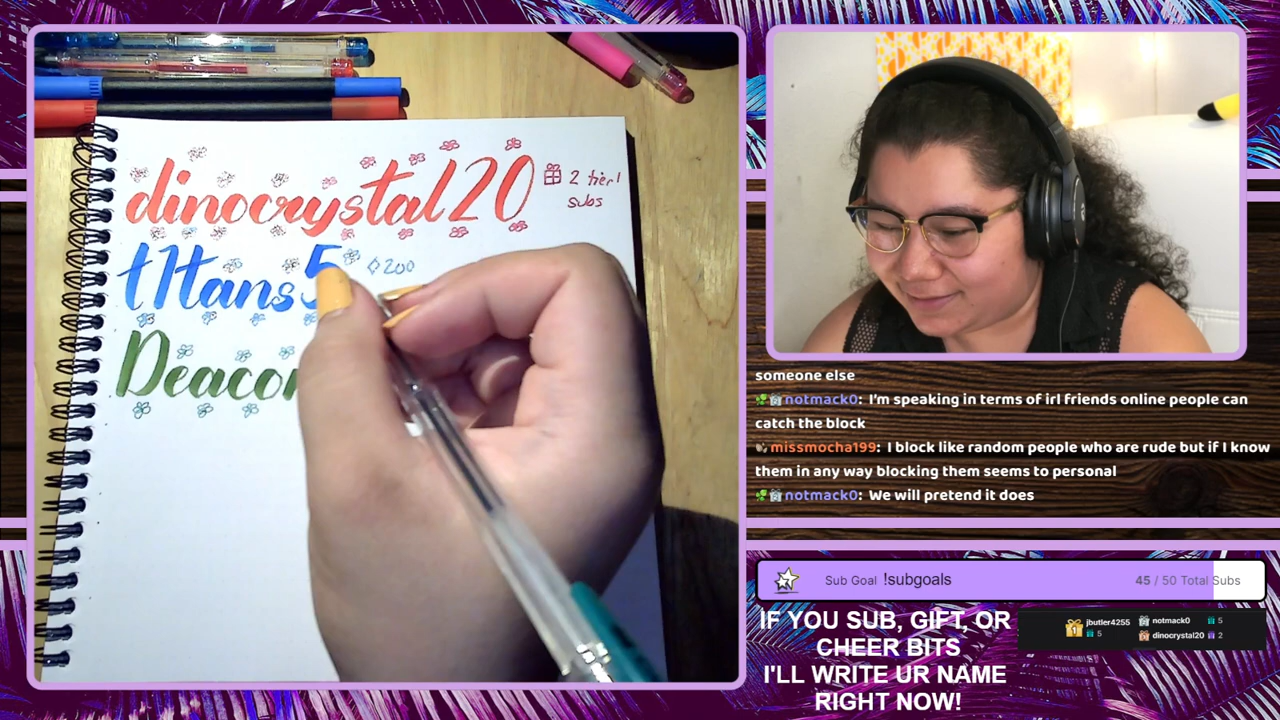 dinocrystal20
2 tier 1
subs
t1tans5
200
Deacon
someone else
notmack0: I'm speaking in terms of irl friends online people can
catch the block
missmocha199: I block like random people who are rude but if I know
them in any way blocking them seems to personal
notmack0: We will pretend it does
Sub Goal !subgoals 45 / 50 Total Subs
IF YOU SUB, GIFT, OR
CHEER BITS
I'LL WRITE UR NAME
RIGHT NOW!
1 jbutler4255 5
notmack0 5
dinocrystal20 2